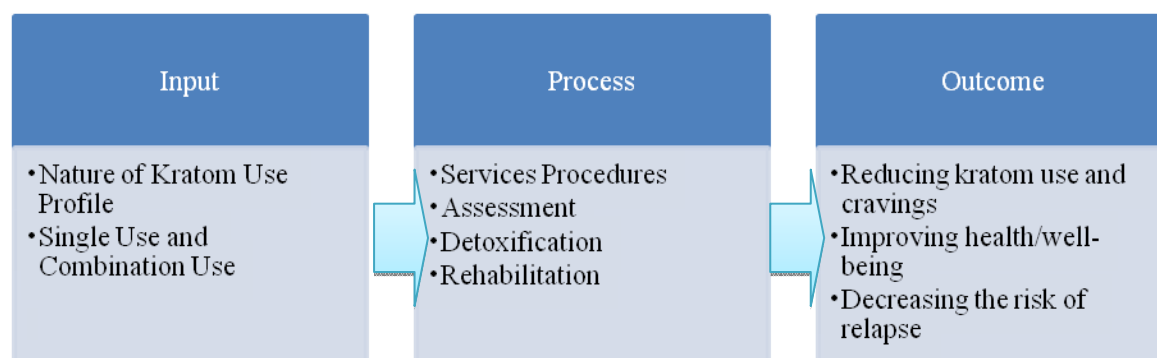 Input
•Nature of Kratom Use
Profile
•Single Use and
Combination Use
Process
•Services Procedures
•Assessment
•Detoxification
•Rehabilitation
Outcome
•Reducing kratom use and
cravings
•Improving health/well-
being
•Decreasing the risk of
relapse